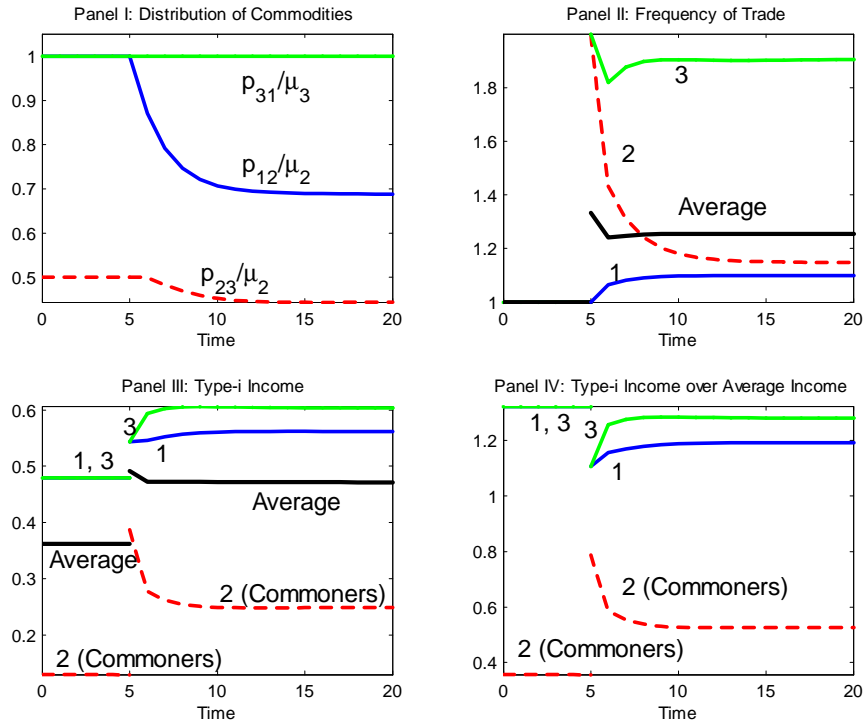 Panel I: Distribution of Commodities
1
0.9
0.8
0.7
0.6
0.5
p31/μ3
p12/μ2
p23/μ2
0 5 10 15 20
Time
Panel II: Frequency of Trade
1.8
1.6
1.4
1.2
1
3
2
Average
1
0 5 10 15 20
Time
Panel III: Type-i Income
0.6
0.5
0.4
0.3
0.2
3
1
1, 3
Average
Average
2 (Commoners)
2 (Commoners)
0 5 10 15 20
Time
Panel IV: Type-i Income over Average Income
1.2
1
0.8
0.6
0.4
1, 3
3
1
2 (Commoners)
2 (Commoners)
0 5 10 15 20
Time